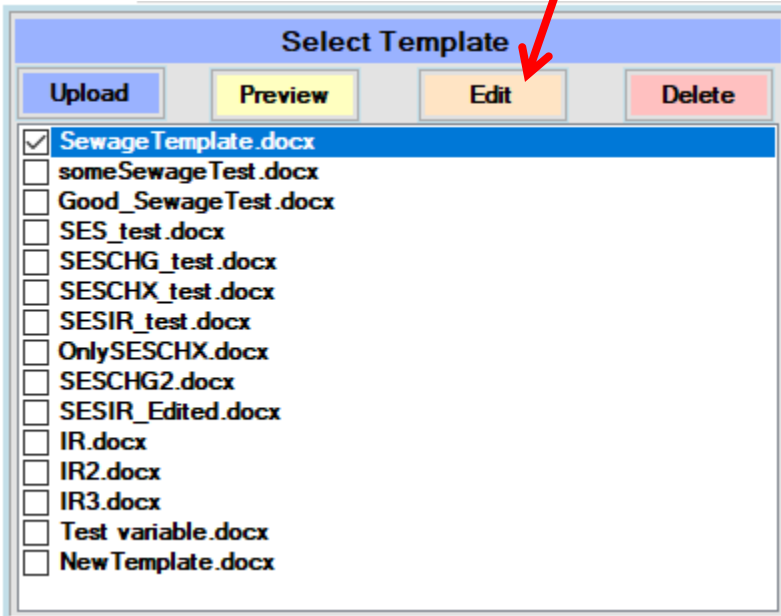 Select Template
Upload Preview Edit Delete
SewageTemplate.docx
someSewageTest.docx
Good_SewageTest.docx
SES_test.docx
SESCHG_test.docx
SESCHX_test.docx
SESIR_test.docx
OnlySESCHX.docx
SESCHG2.docx
SESIR_Edited.docx
IR.docx
IR2.docx
IR3.docx
Test variable.docx
NewTemplate.docx